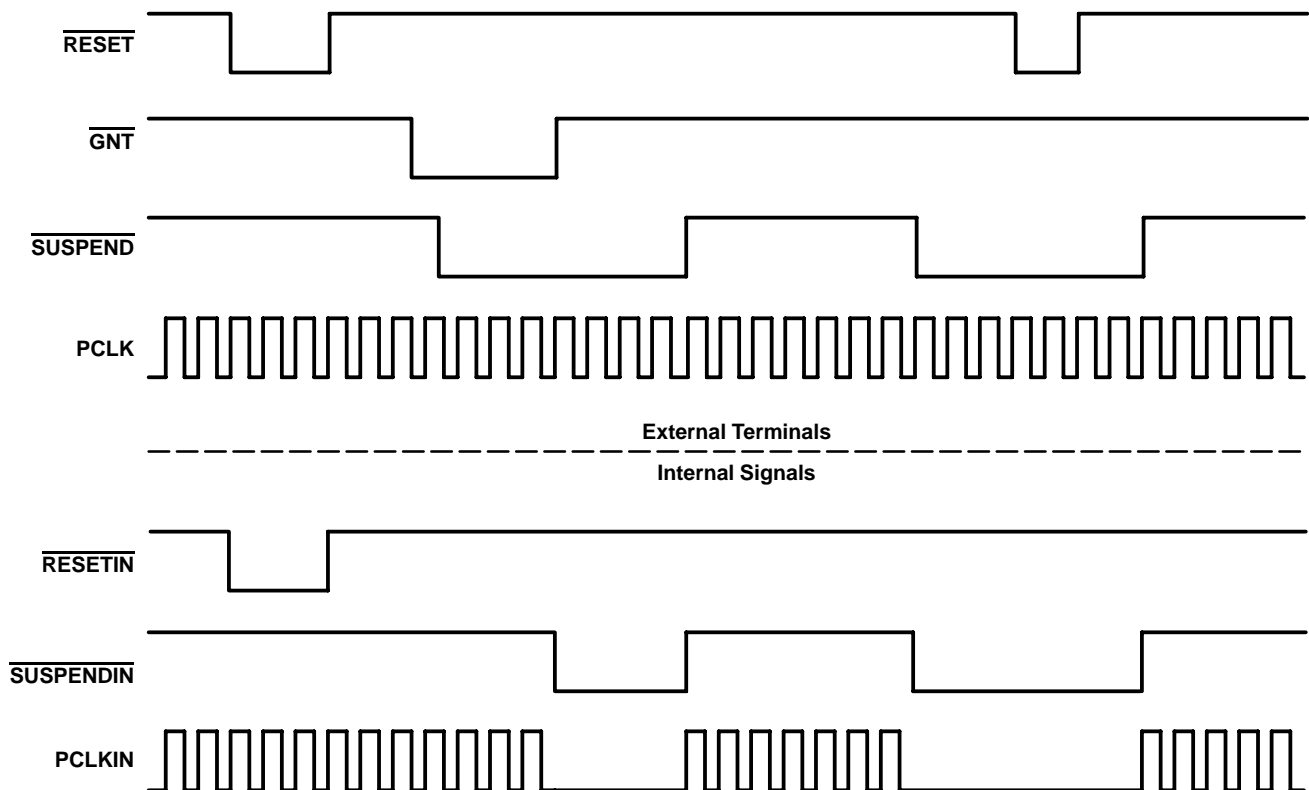 RESET
GNT
SUSPEND
PCLK
External Terminals
Internal Signals
RESETIN
SUSPENDIN
PCLKIN